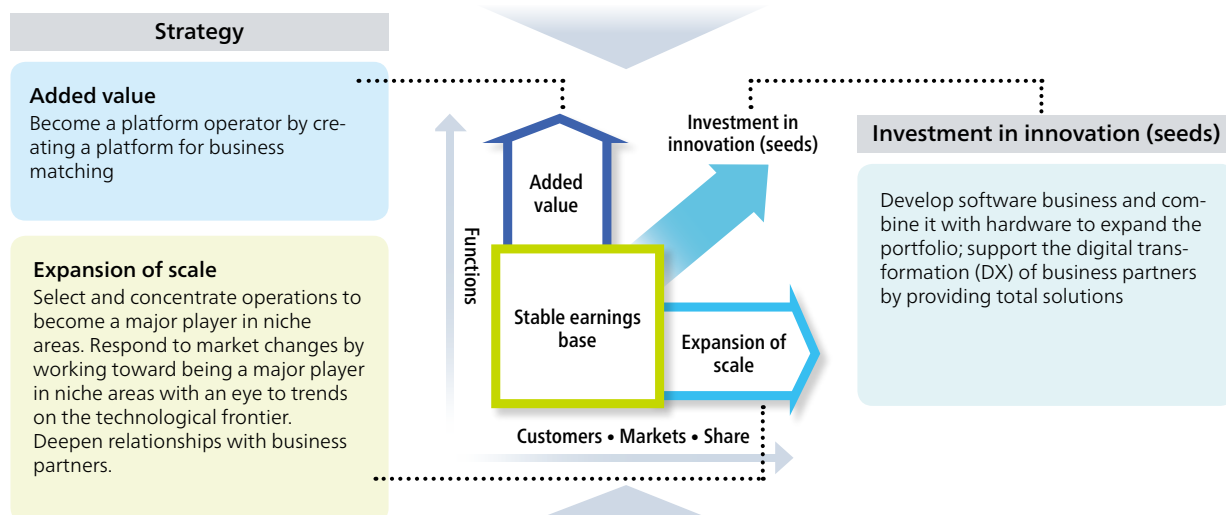 Strategy
Added value
Become a platform operator by cre-
ating a platform for business
matching
Expansion of scale
Select and concentrate operations to
become a major player in niche
areas. Respond to market changes by
working toward being a major player
in niche areas with an eye to trends
on the technological frontier.
Deepen relationships with business
partners.
Functions
Added
value
Stable earnings
base
Investment in
innovation (seeds)
Expansion of
scale
Customers • Markets • Share
Investment in innovation (seeds)
Develop software business and com-
bine it with hardware to expand the
portfolio; support the digital trans-
formation (DX) of business partners
by providing total solutions